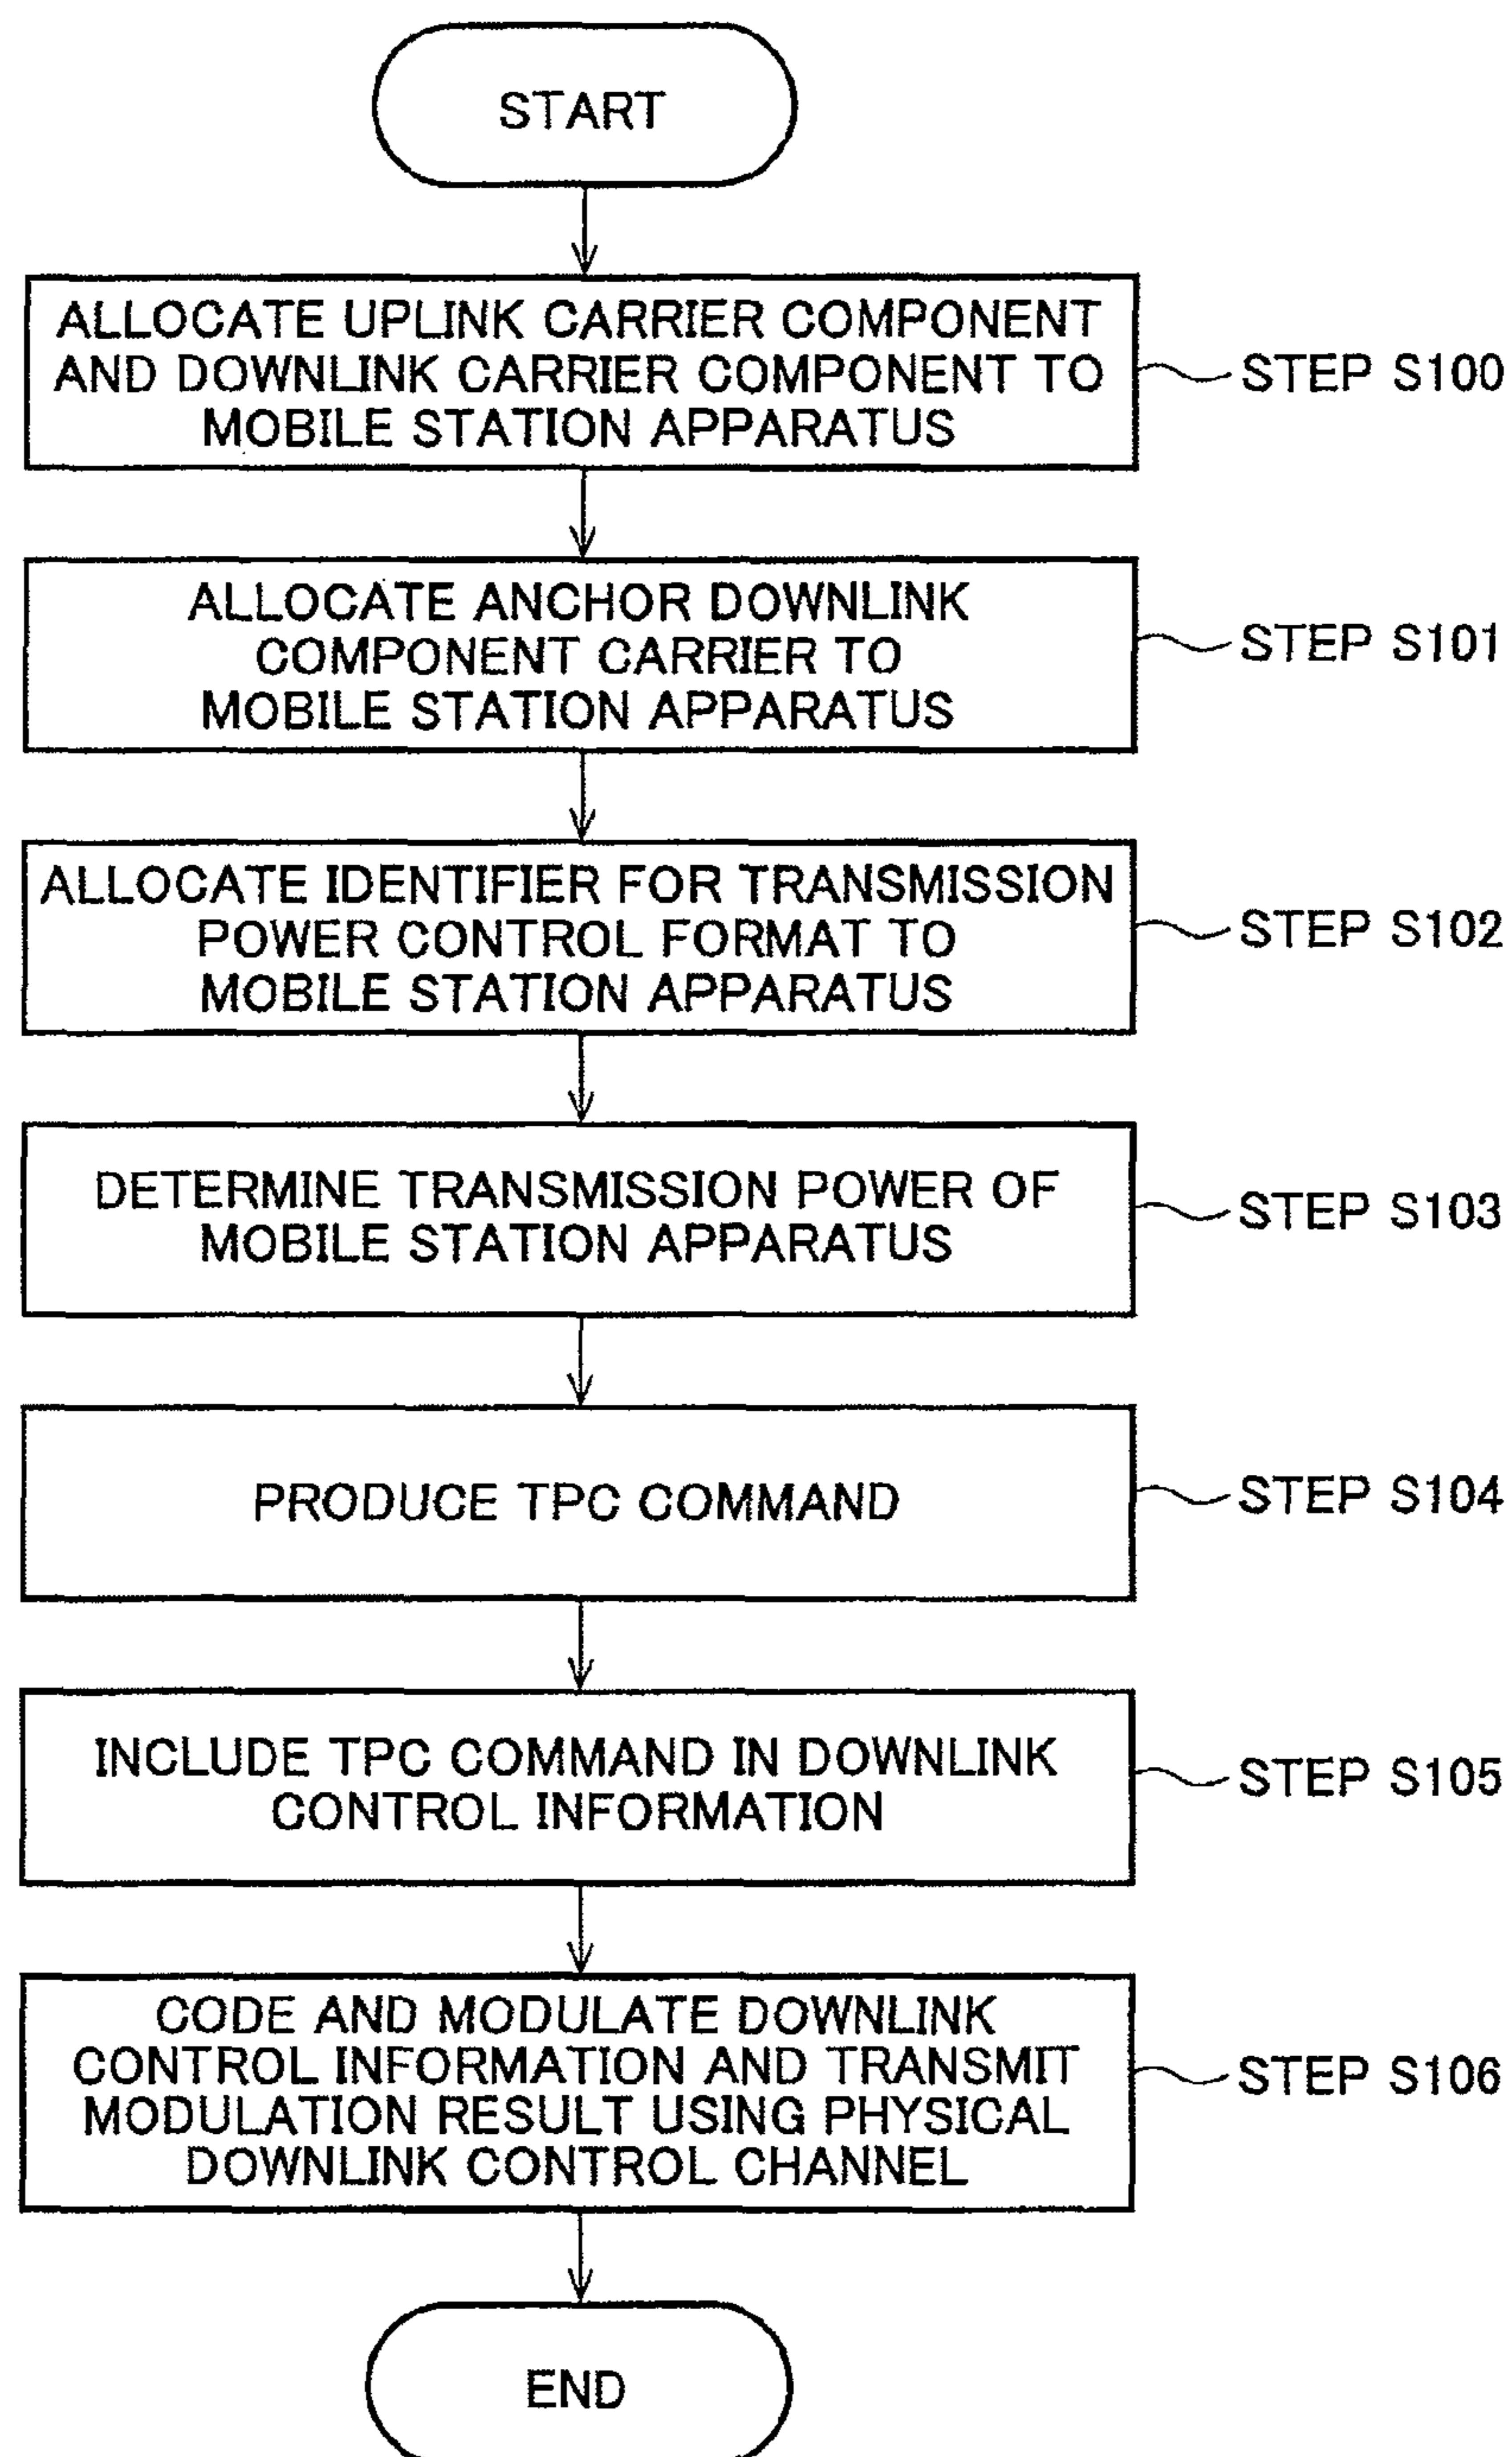 START
ALLOCATE UPLINK CARRIER COMPONENT
AND DOWNLINK CARRIER COMPONENT TO
MOBILE STATION APPARATUS
STEP S100
ALLOCATE ANCHOR DOWNLINK
COMPONENT CARRIER TO
MOBILE STATION APPARATUS
STEP S101
ALLOCATE IDENTIFIER FOR TRANSMISSION
POWER CONTROL FORMAT TO
MOBILE STATION APPARATUS
STEP S102
DETERMINE TRANSMISSION POWER OF
MOBILE STATION APPARATUS
STEP S103
PRODUCE TPC COMMAND
STEP S104
INCLUDE TPC COMMAND IN DOWNLINK
CONTROL INFORMATION
STEP S105
CODE AND MODULATE DOWNLINK
CONTROL INFORMATION AND TRANSMIT
MODULATION RESULT USING PHYSICAL
DOWNLINK CONTROL CHANNEL
STEP S106
END